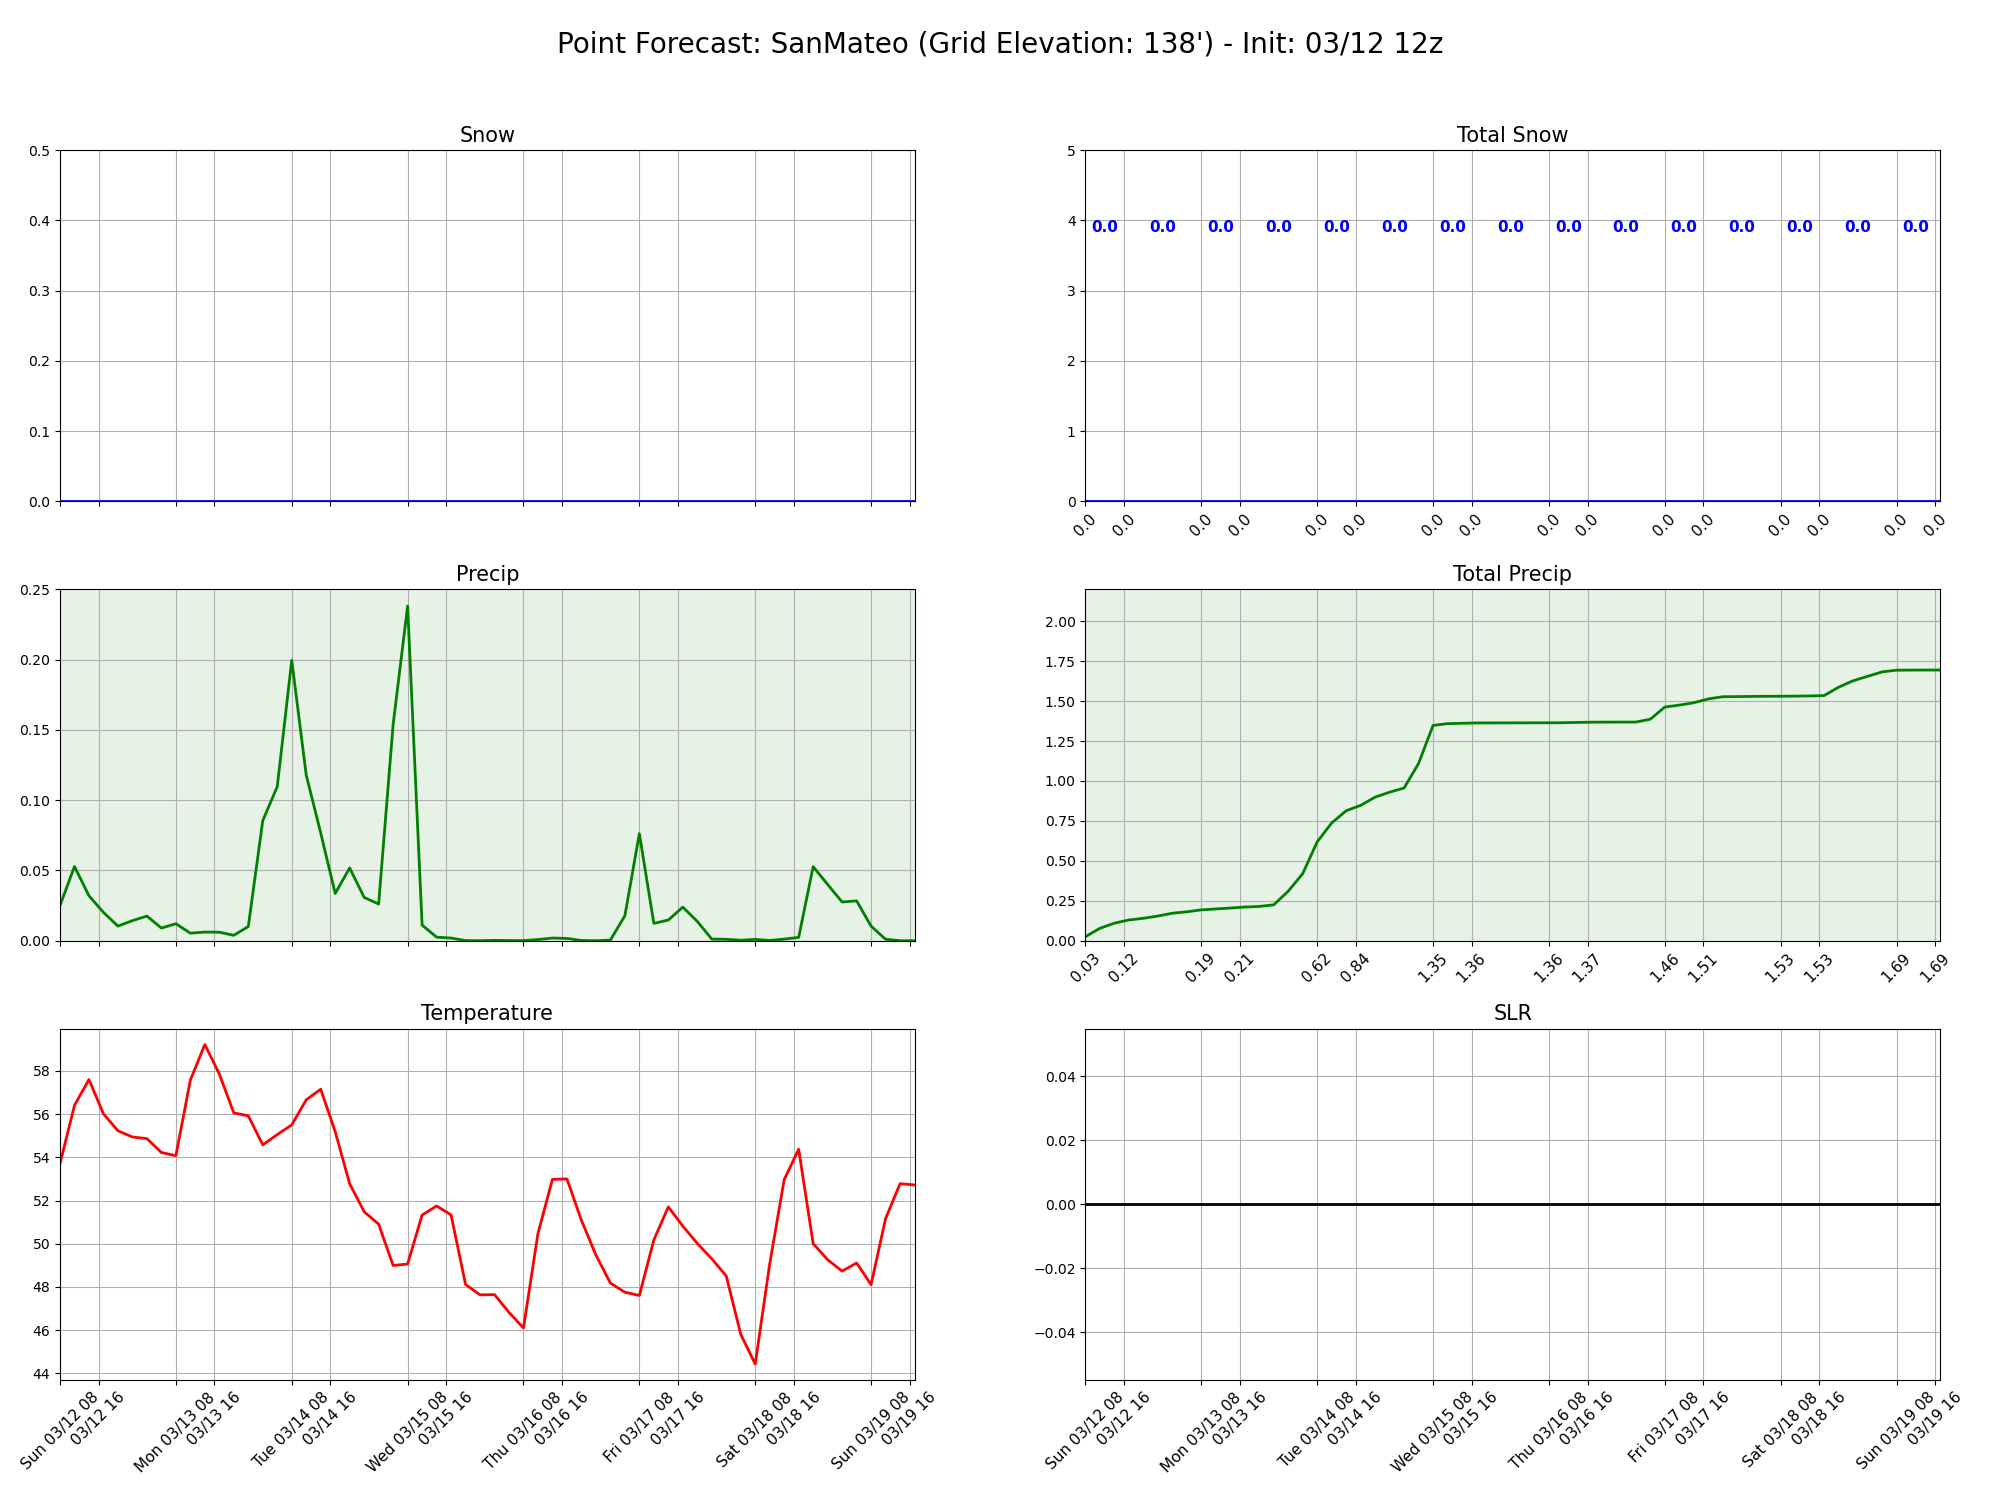 Point Forecast: SanMateo (Grid Elevation: 138') - Init: 03/12 12z
Snow
0.5
0.4
0.3
0.2
0.1
0.0
Total Snow
5
4
3
2
1
0
0.0 0.0 0.0 0.0 0.0 0.0 0.0 0.0 0.0 0.0 0.0 0.0 0.0 0.0 0.0
0.0 0.0 0.0 0.0 0.0 0.0 0.0 0.0 0.0 0.0 0.0 0.0 0.0 0.0 0.0 0.0
Precip
0.25
0.20
0.15
0.10
0.05
0.00
Total Precip
2.00
1.75
1.50
1.25
1.00
0.75
0.50
0.25
0.00
0.03 0.12 0.19 0.21 0.62 0.84 1.35 1.36 1.36 1.37 1.46 1.51 1.53 1.53 1.69 1.69
Temperature
58
56
54
52
50
48
46
44
Sun 03/12 08
03/12 16
Mon 03/13 08
03/13 16
Tue 03/14 08
03/14 16
Wed 03/15 08
03/15 16
Thu 03/16 08
03/16 16
Fri 03/17 08
03/17 16
Sat 03/18 08
03/18 16
Sun 03/19 08
03/19 16
SLR
0.04
0.02
0.00
−0.02
−0.04
Sun 03/12 08
03/12 16
Mon 03/13 08
03/13 16
Tue 03/14 08
03/14 16
Wed 03/15 08
03/15 16
Thu 03/16 08
03/16 16
Fri 03/17 08
03/17 16
Sat 03/18 08
03/18 16
Sun 03/19 08
03/19 16